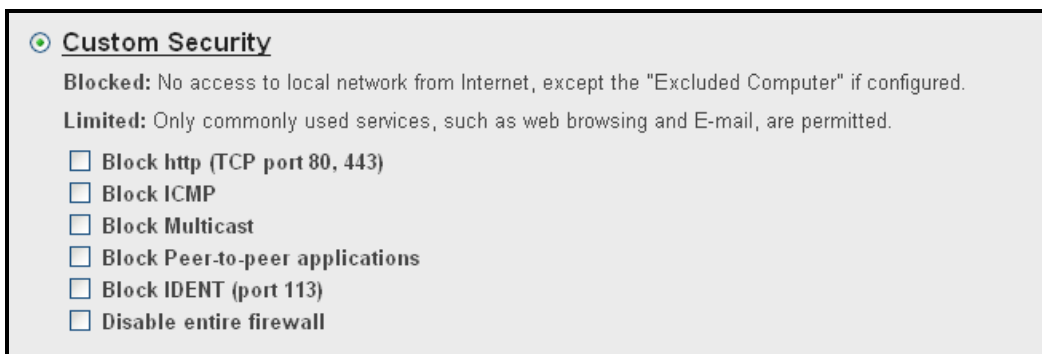 Custom Security
Blocked: No access to local network from Internet, except the "Excluded Computer" if configured.
Limited: Only commonly used services, such as web browsing and E-mail, are permitted.
Block http (TCP port 80, 443)
Block ICMP
Block Multicast
Block Peer-to-peer applications
Block IDENT (port 113)
Disable entire firewall